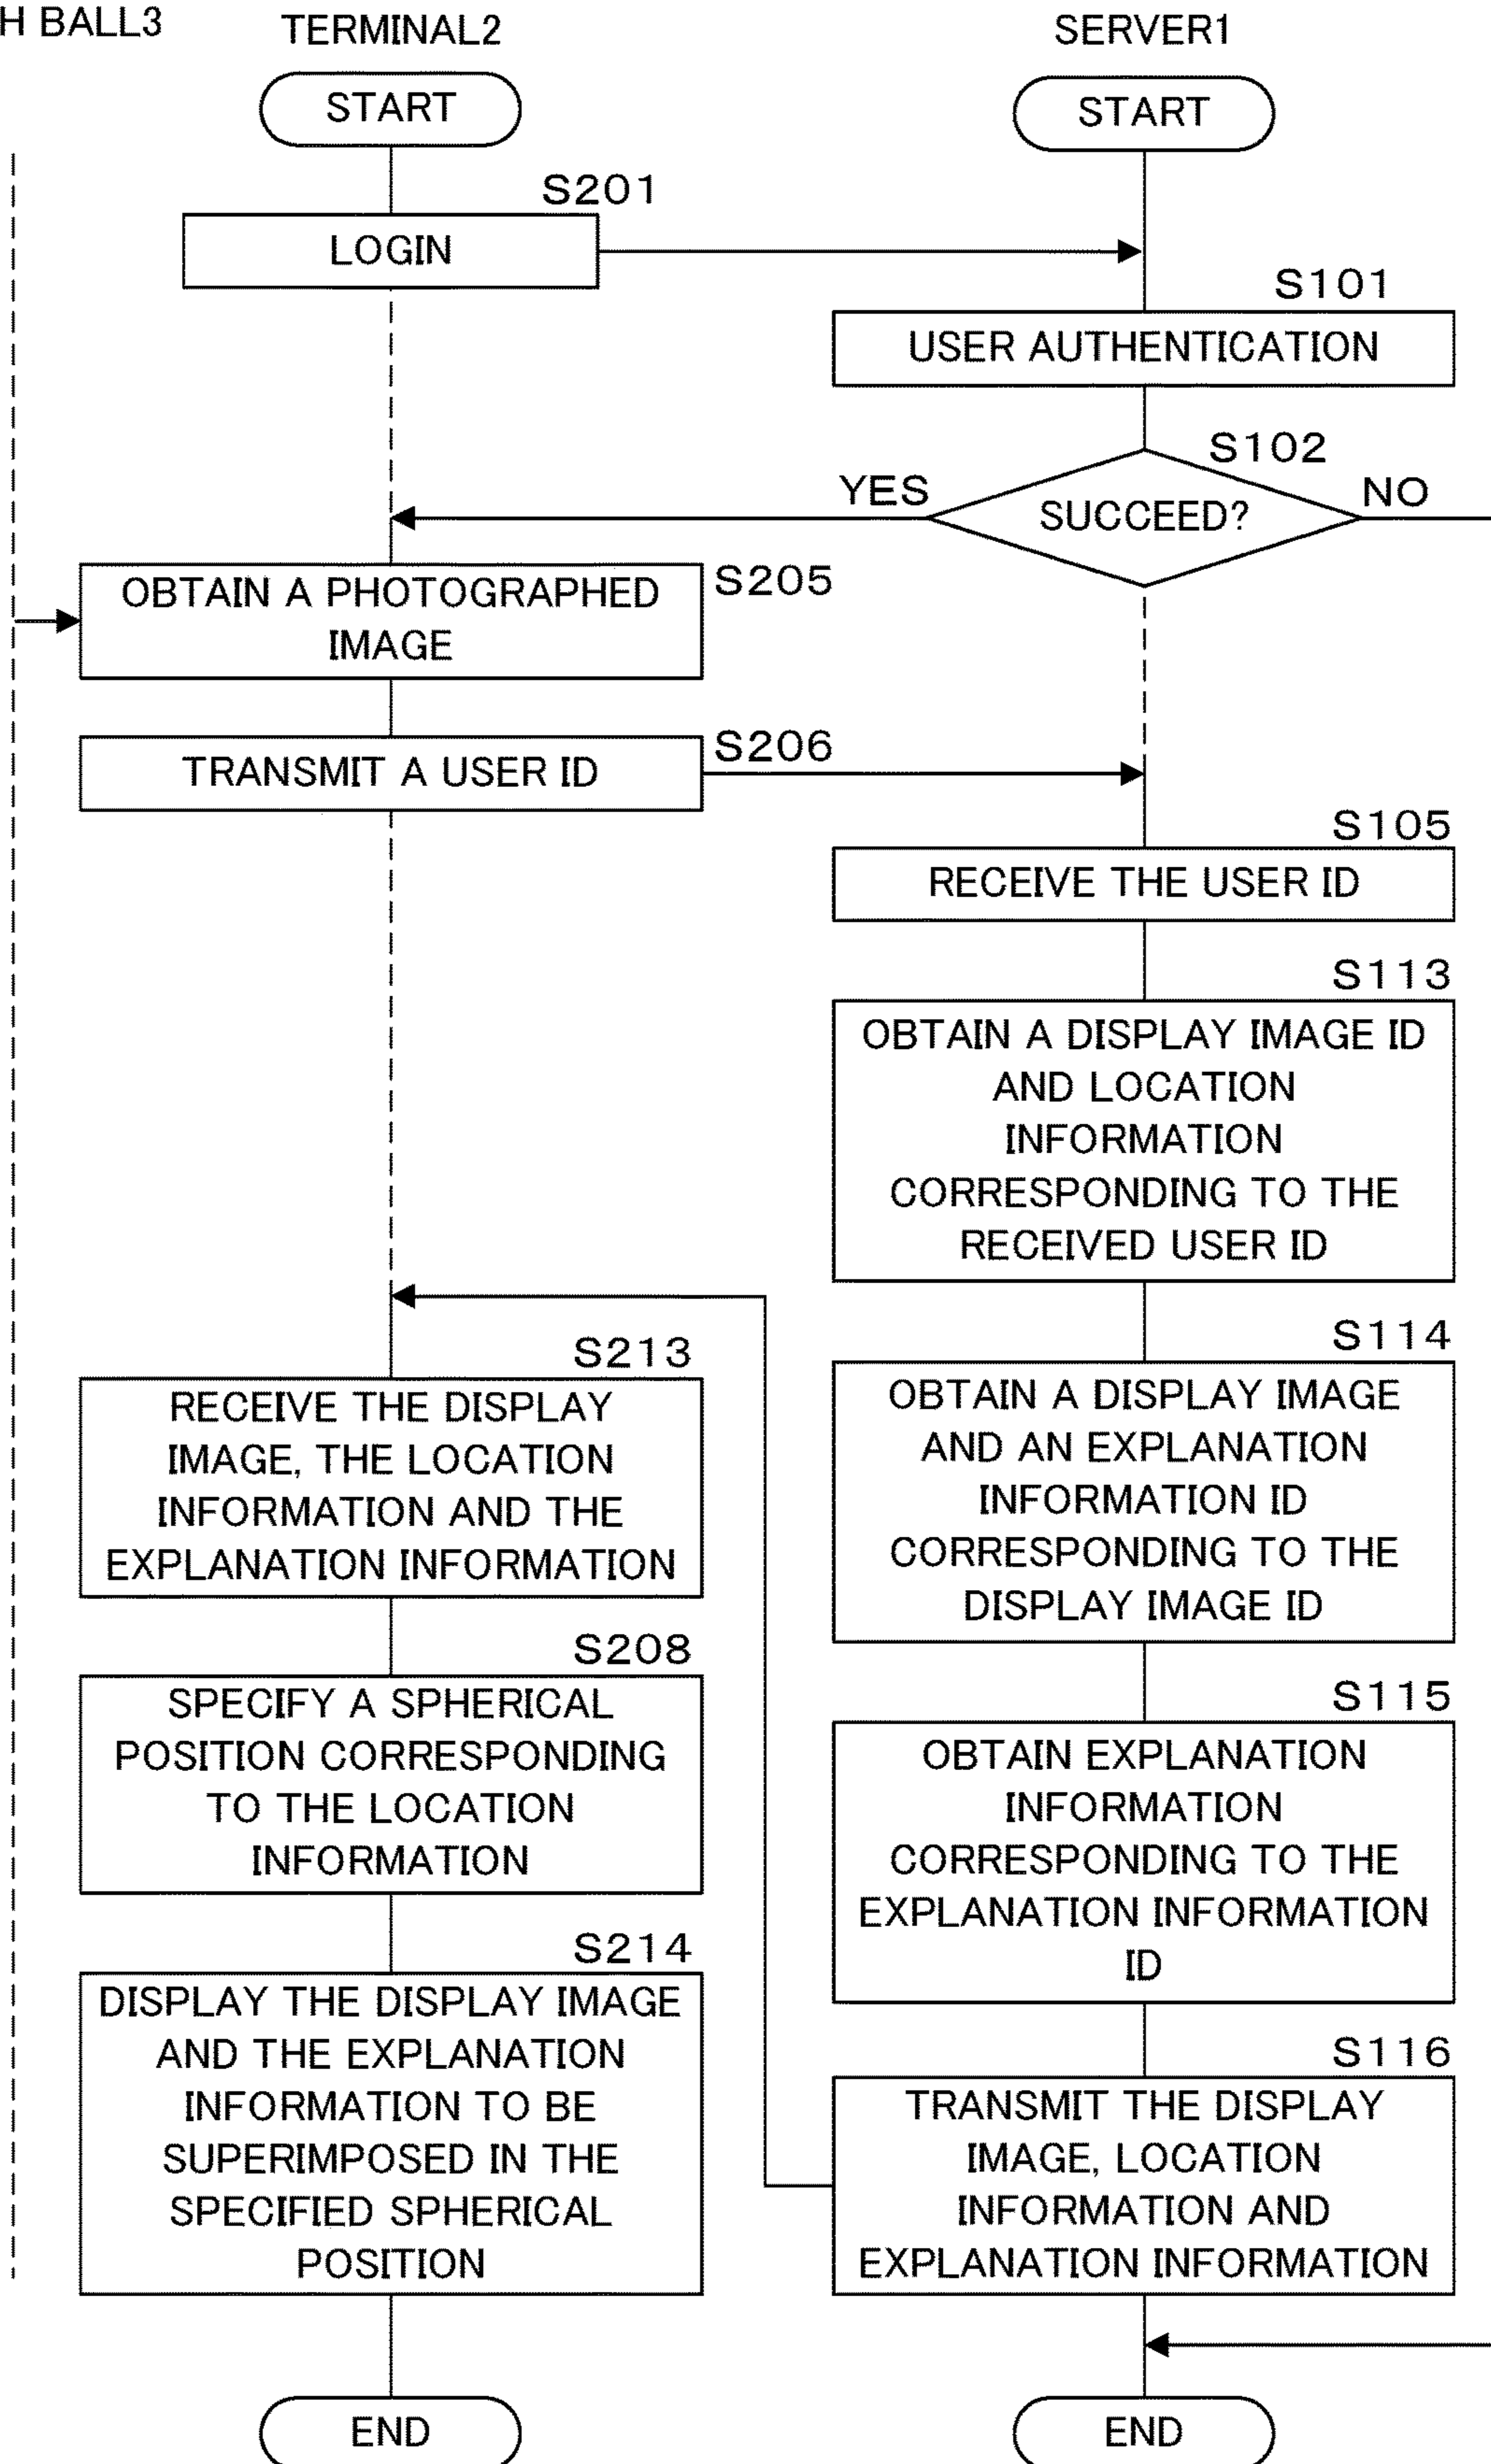 H BALL3
TERMINAL2
SERVER1
START
START
S201
LOGIN
S101
USER AUTHENTICATION
S102
YES
SUCCEED?
NO
OBTAIN A PHOTOGRAPHED
IMAGE
S205
TRANSMIT A USER ID
S206
S105
RECEIVE THE USER ID
S113
OBTAIN A DISPLAY IMAGE ID
AND LOCATION
INFORMATION
CORRESPONDING TO THE
RECEIVED USER ID
S114
OBTAIN A DISPLAY IMAGE
AND AN EXPLANATION
INFORMATION ID
CORRESPONDING TO THE
DISPLAY IMAGE ID
S213
RECEIVE THE DISPLAY
IMAGE, THE LOCATION
INFORMATION AND THE
EXPLANATION INFORMATION
S208
SPECIFY A SPHERICAL
POSITION CORRESPONDING
TO THE LOCATION
INFORMATION
S115
OBTAIN EXPLANATION
INFORMATION
CORRESPONDING TO THE
EXPLANATION INFORMATION
ID
S214
DISPLAY THE DISPLAY IMAGE
AND THE EXPLANATION
INFORMATION TO BE
SUPERIMPOSED IN THE
SPECIFIED SPHERICAL
POSITION
S116
TRANSMIT THE DISPLAY
IMAGE, LOCATION
INFORMATION AND
EXPLANATION INFORMATION
END
END